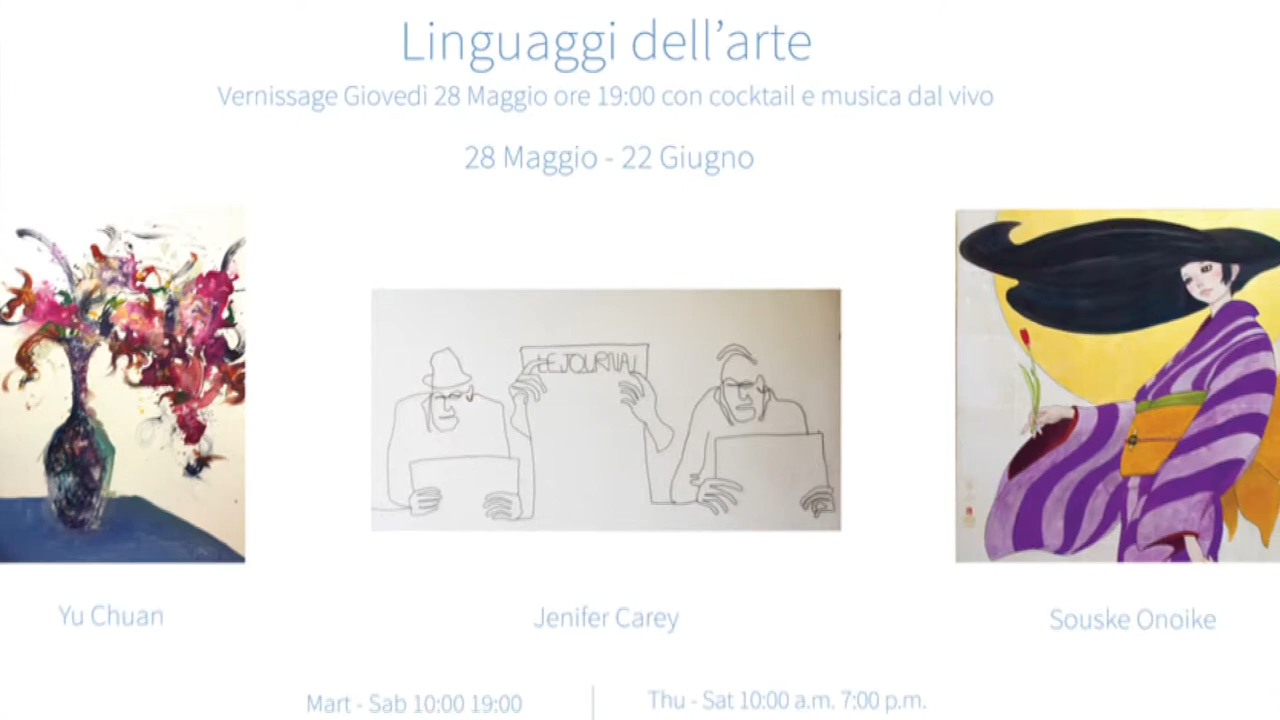 Linguaggi dell'arte
Vernissage Giovedì 28 Maggio ore 19:00 con cocktail e musica dal vivo
28 Maggio - 22 Giugno
LE JOURNAL
Yu Chuan
Jenifer Carey
Souske Onoike
Mart - Sab 10:00 19:00
Thu - Sat 10:00 a.m. 7:00 p.m.